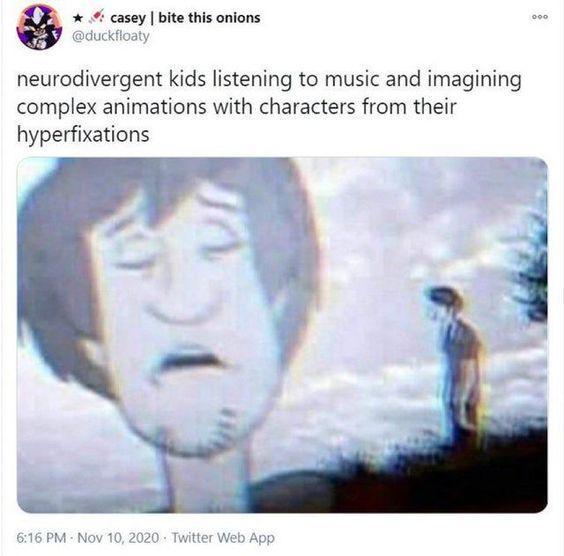 casey | bite this onions
@duckfloaty
neurodivergent kids listening to music and imagining
complex animations with characters from their
hyperfixations
6:16 PM · Nov 10, 2020 · Twitter Web App